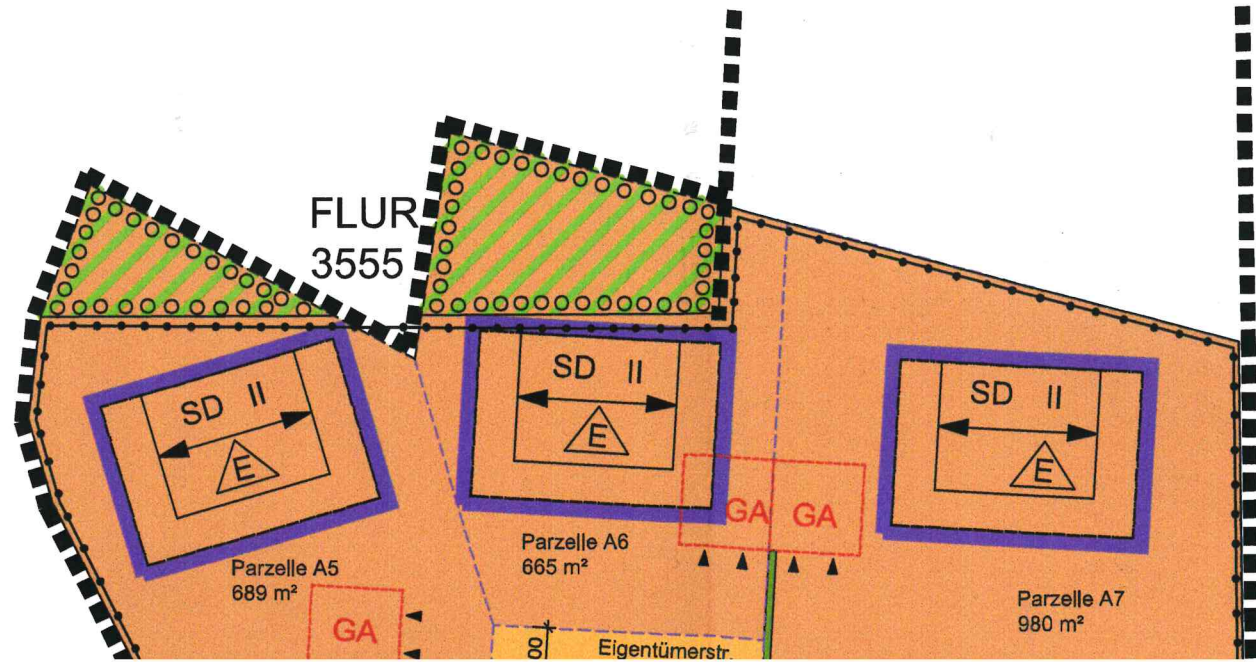 FLUR
3555
SD II
E
SD II
E
SD II
E
GA GA
Parzelle A5
689 m²
Parzelle A6
665 m²
Parzelle A7
980 m²
GA
00
Eigentümerstr.